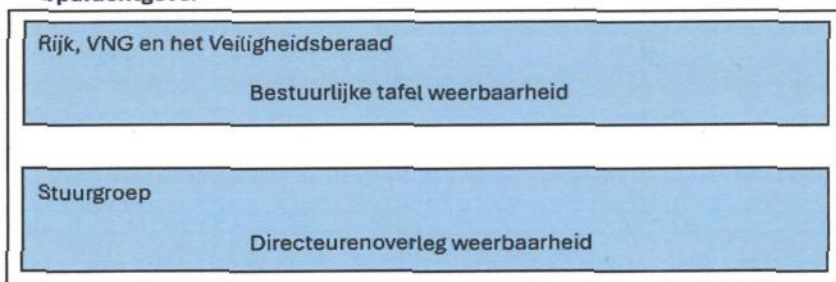 Rijk, VNG en het Veiligheidsberaad
Bestuurlijke tafel weerbaarheid
Stuurgroep
Directeurenoverleg weerbaarheid